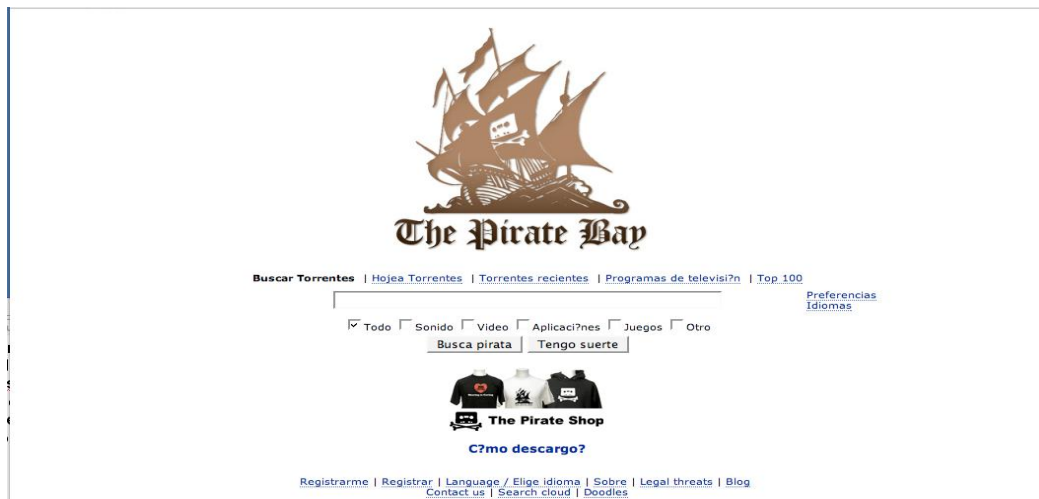 The Pirate Bay
Buscar Torrentes | Hojea Torrentes | Torrentes recientes | Programas de televisi?n | Top 100
Preferencias
Idiomas
Todo Sonido Video Aplicaci?nes Juegos Otro
Busca pirata Tengo suerte
The Pirate Shop
C?mo descargo?
Registrarme | Registrar | Language / Elige idioma | Sobre | Legal threats | Blog
Contact us | Search cloud | Doodles